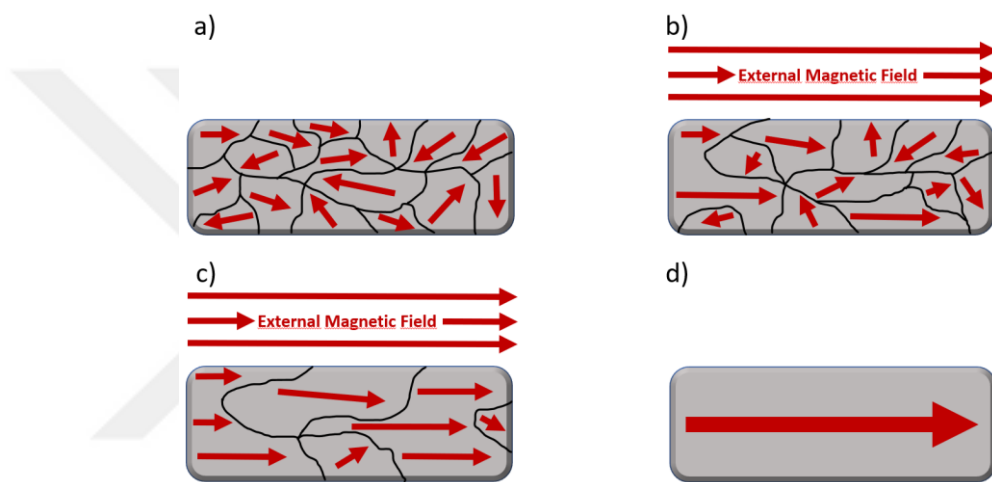 a)
b)
External Magnetic Field
c)
External Magnetic Field
d)